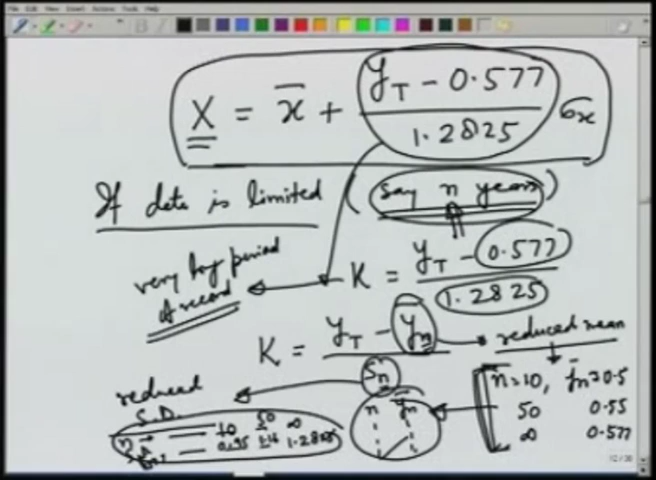 X = x̄ + (y_T − 0.577) / 1.2825 σx
If data is limited (say n years)
very long period of record
K = (y_T − 0.577) / 1.2825
K = (y_T − ȳn) / Sn
reduced mean
reduced S.D.
n ȳn
n=10, ȳn=0.5
50 0.55
∞ 0.577
n → 10 50 ∞
Sn → 0.95 1.16 1.2825
12 / 30